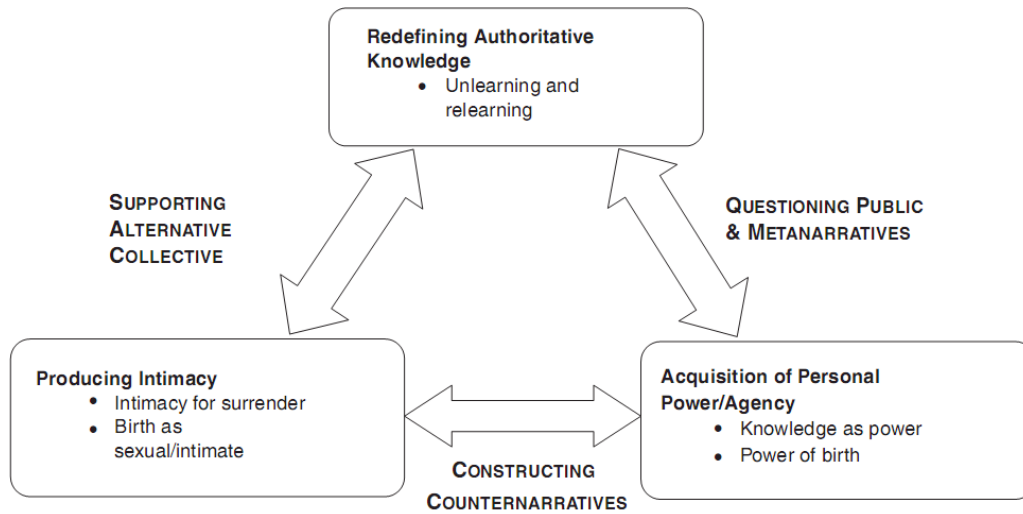 Redefining Authoritative
Knowledge
• Unlearning and
relearning
SUPPORTING
ALTERNATIVE
COLLECTIVE
QUESTIONING PUBLIC
& METANARRATIVES
Producing Intimacy
• Intimacy for surrender
• Birth as
sexual/intimate
Acquisition of Personal
Power/Agency
• Knowledge as power
• Power of birth
CONSTRUCTING
COUNTERNARRATIVES